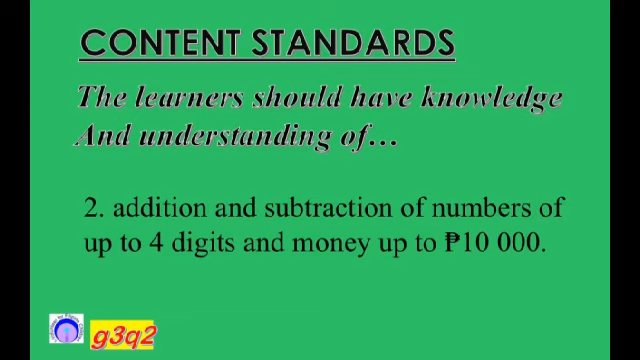 CONTENT STANDARDS
The learners should have knowledge
And understanding of...
2. addition and subtraction of numbers of
up to 4 digits and money up to ₱10 000.
g3q2